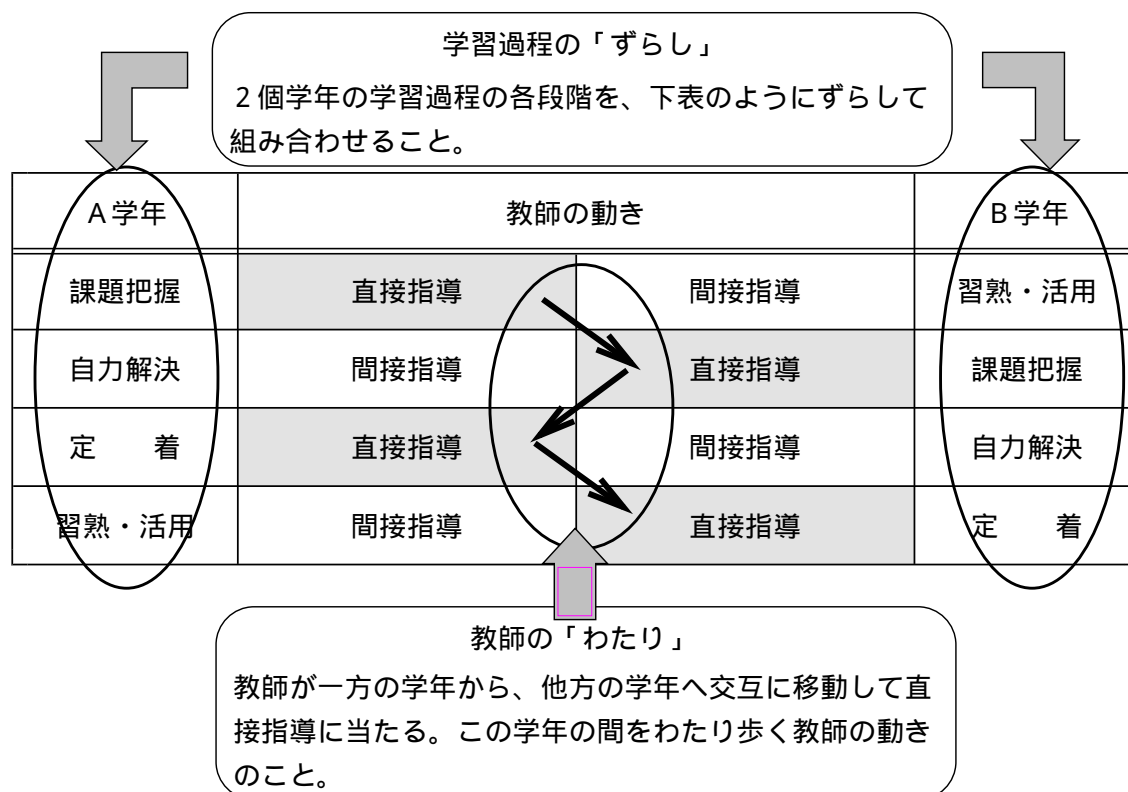 学習過程の「ずらし」
２個学年の学習過程の各段階を、下表のようにずらして
組み合わせること。
Ａ学年 教師の動き Ｂ学年
課題把握 直接指導 間接指導 習熟・活用
自力解決 間接指導 直接指導 課題把握
定　　着 直接指導 間接指導 自力解決
習熟・活用 間接指導 直接指導 定　　着
教師の「わたり」
教師が一方の学年から、他方の学年へ交互に移動して直
接指導に当たる。この学年の間をわたり歩く教師の動き
のこと。